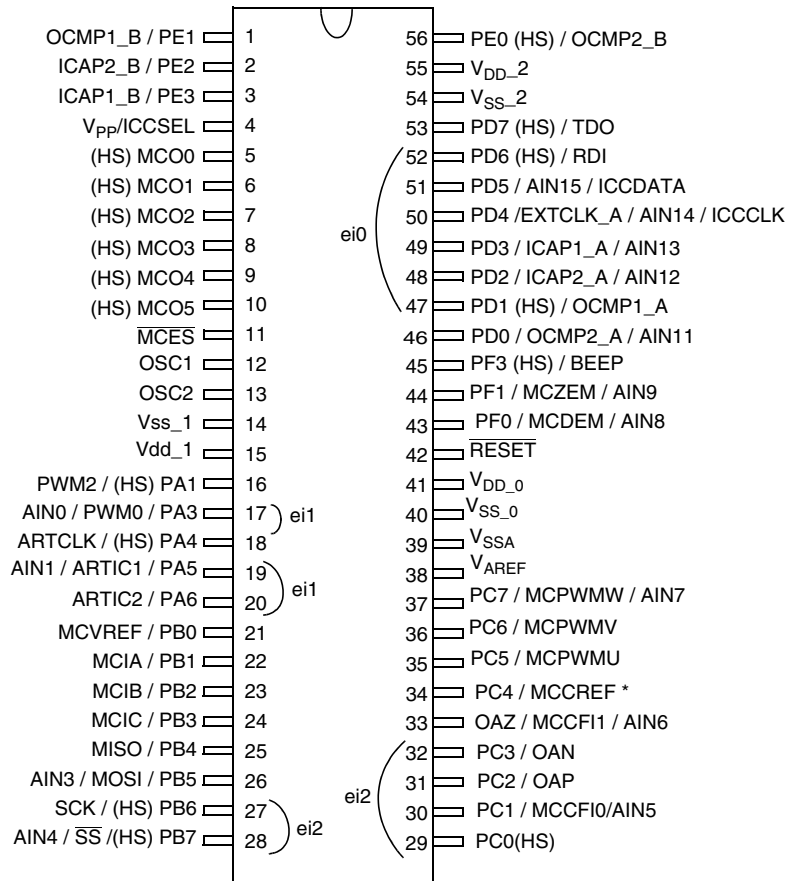 OCMP1_B / PE1 1 56 PE0 (HS) / OCMP2_B
ICAP2_B / PE2 2 55 VDD_2
ICAP1_B / PE3 3 54 VSS_2
VPP/ICCSEL 4 53 PD7 (HS) / TDO
(HS) MCO0 5 52 PD6 (HS) / RDI
(HS) MCO1 6 51 PD5 / AIN15 / ICCDATA
(HS) MCO2 7 50 PD4 /EXTCLK_A / AIN14 / ICCCLK
ei0
(HS) MCO3 8 49 PD3 / ICAP1_A / AIN13
(HS) MCO4 9 48 PD2 / ICAP2_A / AIN12
(HS) MCO5 10 47 PD1 (HS) / OCMP1_A
MCES 11 46 PD0 / OCMP2_A / AIN11
OSC1 12 45 PF3 (HS) / BEEP
OSC2 13 44 PF1 / MCZEM / AIN9
Vss_1 14 43 PF0 / MCDEM / AIN8
Vdd_1 15 42 RESET
PWM2 / (HS) PA1 16 41 VDD_0
AIN0 / PWM0 / PA3 17 ei1 40 VSS_0
ARTCLK / (HS) PA4 18 39 VSSA
AIN1 / ARTIC1 / PA5 19 38 VAREF
ei1
ARTIC2 / PA6 20 37 PC7 / MCPWMW / AIN7
MCVREF / PB0 21 36 PC6 / MCPWMV
MCIA / PB1 22 35 PC5 / MCPWMU
MCIB / PB2 23 34 PC4 / MCCREF *
MCIC / PB3 24 33 OAZ / MCCFI1 / AIN6
MISO / PB4 25 32 PC3 / OAN
AIN3 / MOSI / PB5 26 31 PC2 / OAP
ei2
SCK / (HS) PB6 27 30 PC1 / MCCFI0/AIN5
ei2
AIN4 / SS /(HS) PB7 28 29 PC0(HS)